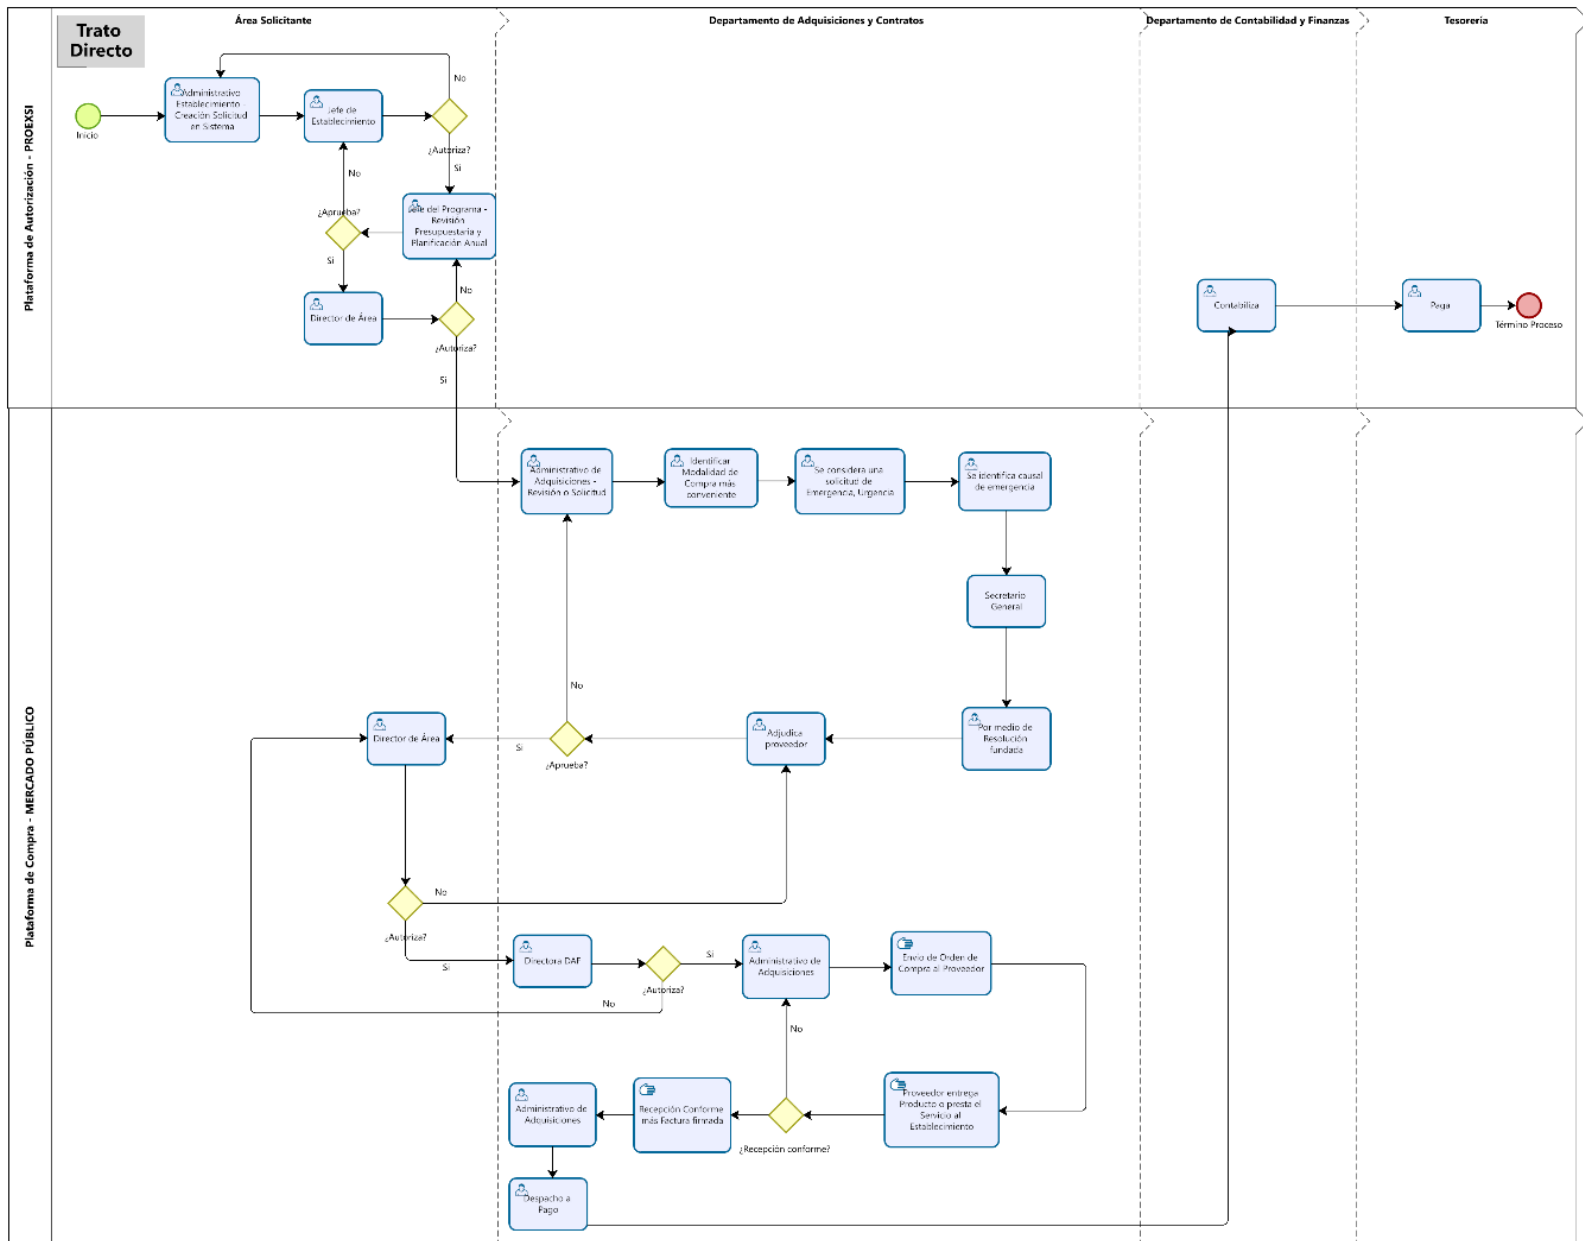 Trato
Directo
Área Solicitante
Departamento de Adquisiciones y Contratos
Departamento de Contabilidad y Finanzas
Tesoreria
Plataforma de Autorización - PROEXSI
Inicio
Administrativo
Establecimiento -
Creación Solicitud
en Sistema
Jefe de
Establecimiento
No
¿Autoriza?
Si
Jefe del Programa -
Revisión
Presupuestaria y
Planificación Anual
¿Aprueba?
No
Si
Director de Área
No
¿Autoriza?
Si
Contabiliza
Paga
Término Proceso
Plataforma de Compra - MERCADO PÚBLICO
Administrativo de
Adquisiciones -
Revisión o Solicitud
Identificar
Modalidad de
Compra más
conveniente
Se considera una
solicitud de
Emergencia, Urgencia
Se identifica causal
de emergencia
Secretario
General
Por medio de
Resolución
fundada
Adjudica
proveedor
No
¿Aprueba?
Si
Director de Área
No
¿Autoriza?
Si
Directora DAF
¿Autoriza?
Si
No
Administrativo de
Adquisiciones
Envio de Orden de
Compra al Proveedor
Proveedor entrega
Producto o presta el
Servicio al
Establecimiento
No
¿Recepción conforme?
Recepción Conforme
más Factura firmada
Administrativo de
Adquisiciones
Despacho a
Pago